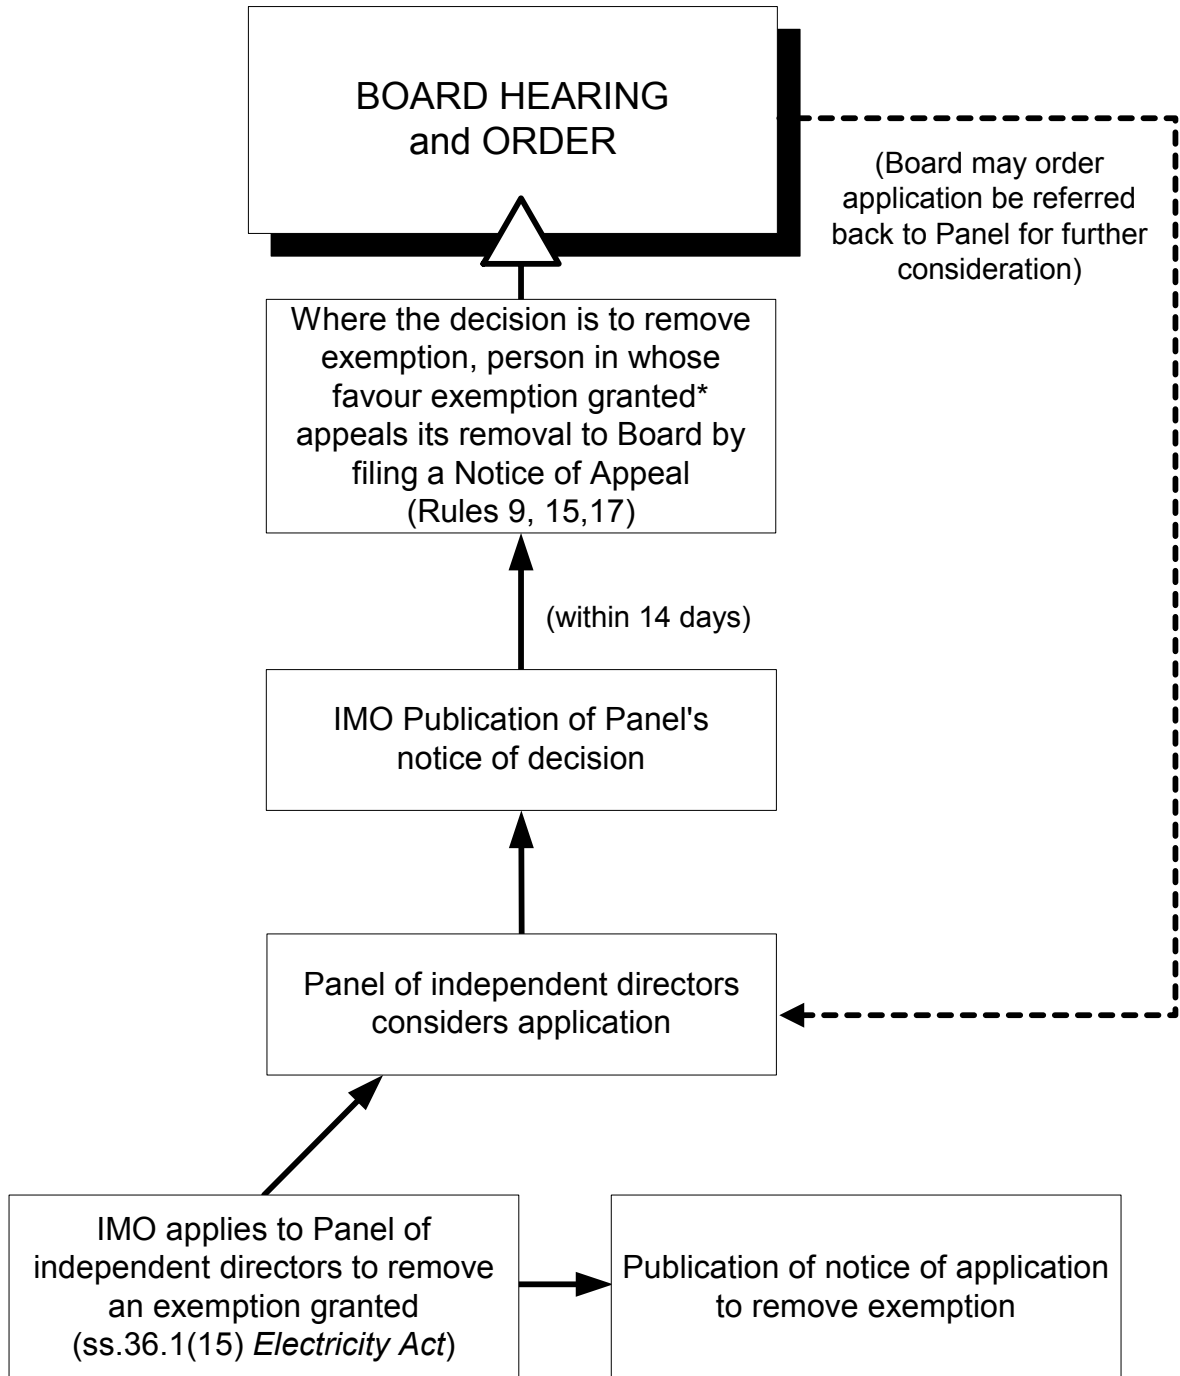 BOARD HEARING
and ORDER
(Board may order
application be referred
back to Panel for further
consideration)
Where the decision is to remove
exemption, person in whose
favour exemption granted*
appeals its removal to Board by
filing a Notice of Appeal
(Rules 9, 15,17)
(within 14 days)
IMO Publication of Panel's
notice of decision
Panel of independent directors
considers application
IMO applies to Panel of
independent directors to remove
an exemption granted
(ss.36.1(15) Electricity Act)
Publication of notice of application
to remove exemption